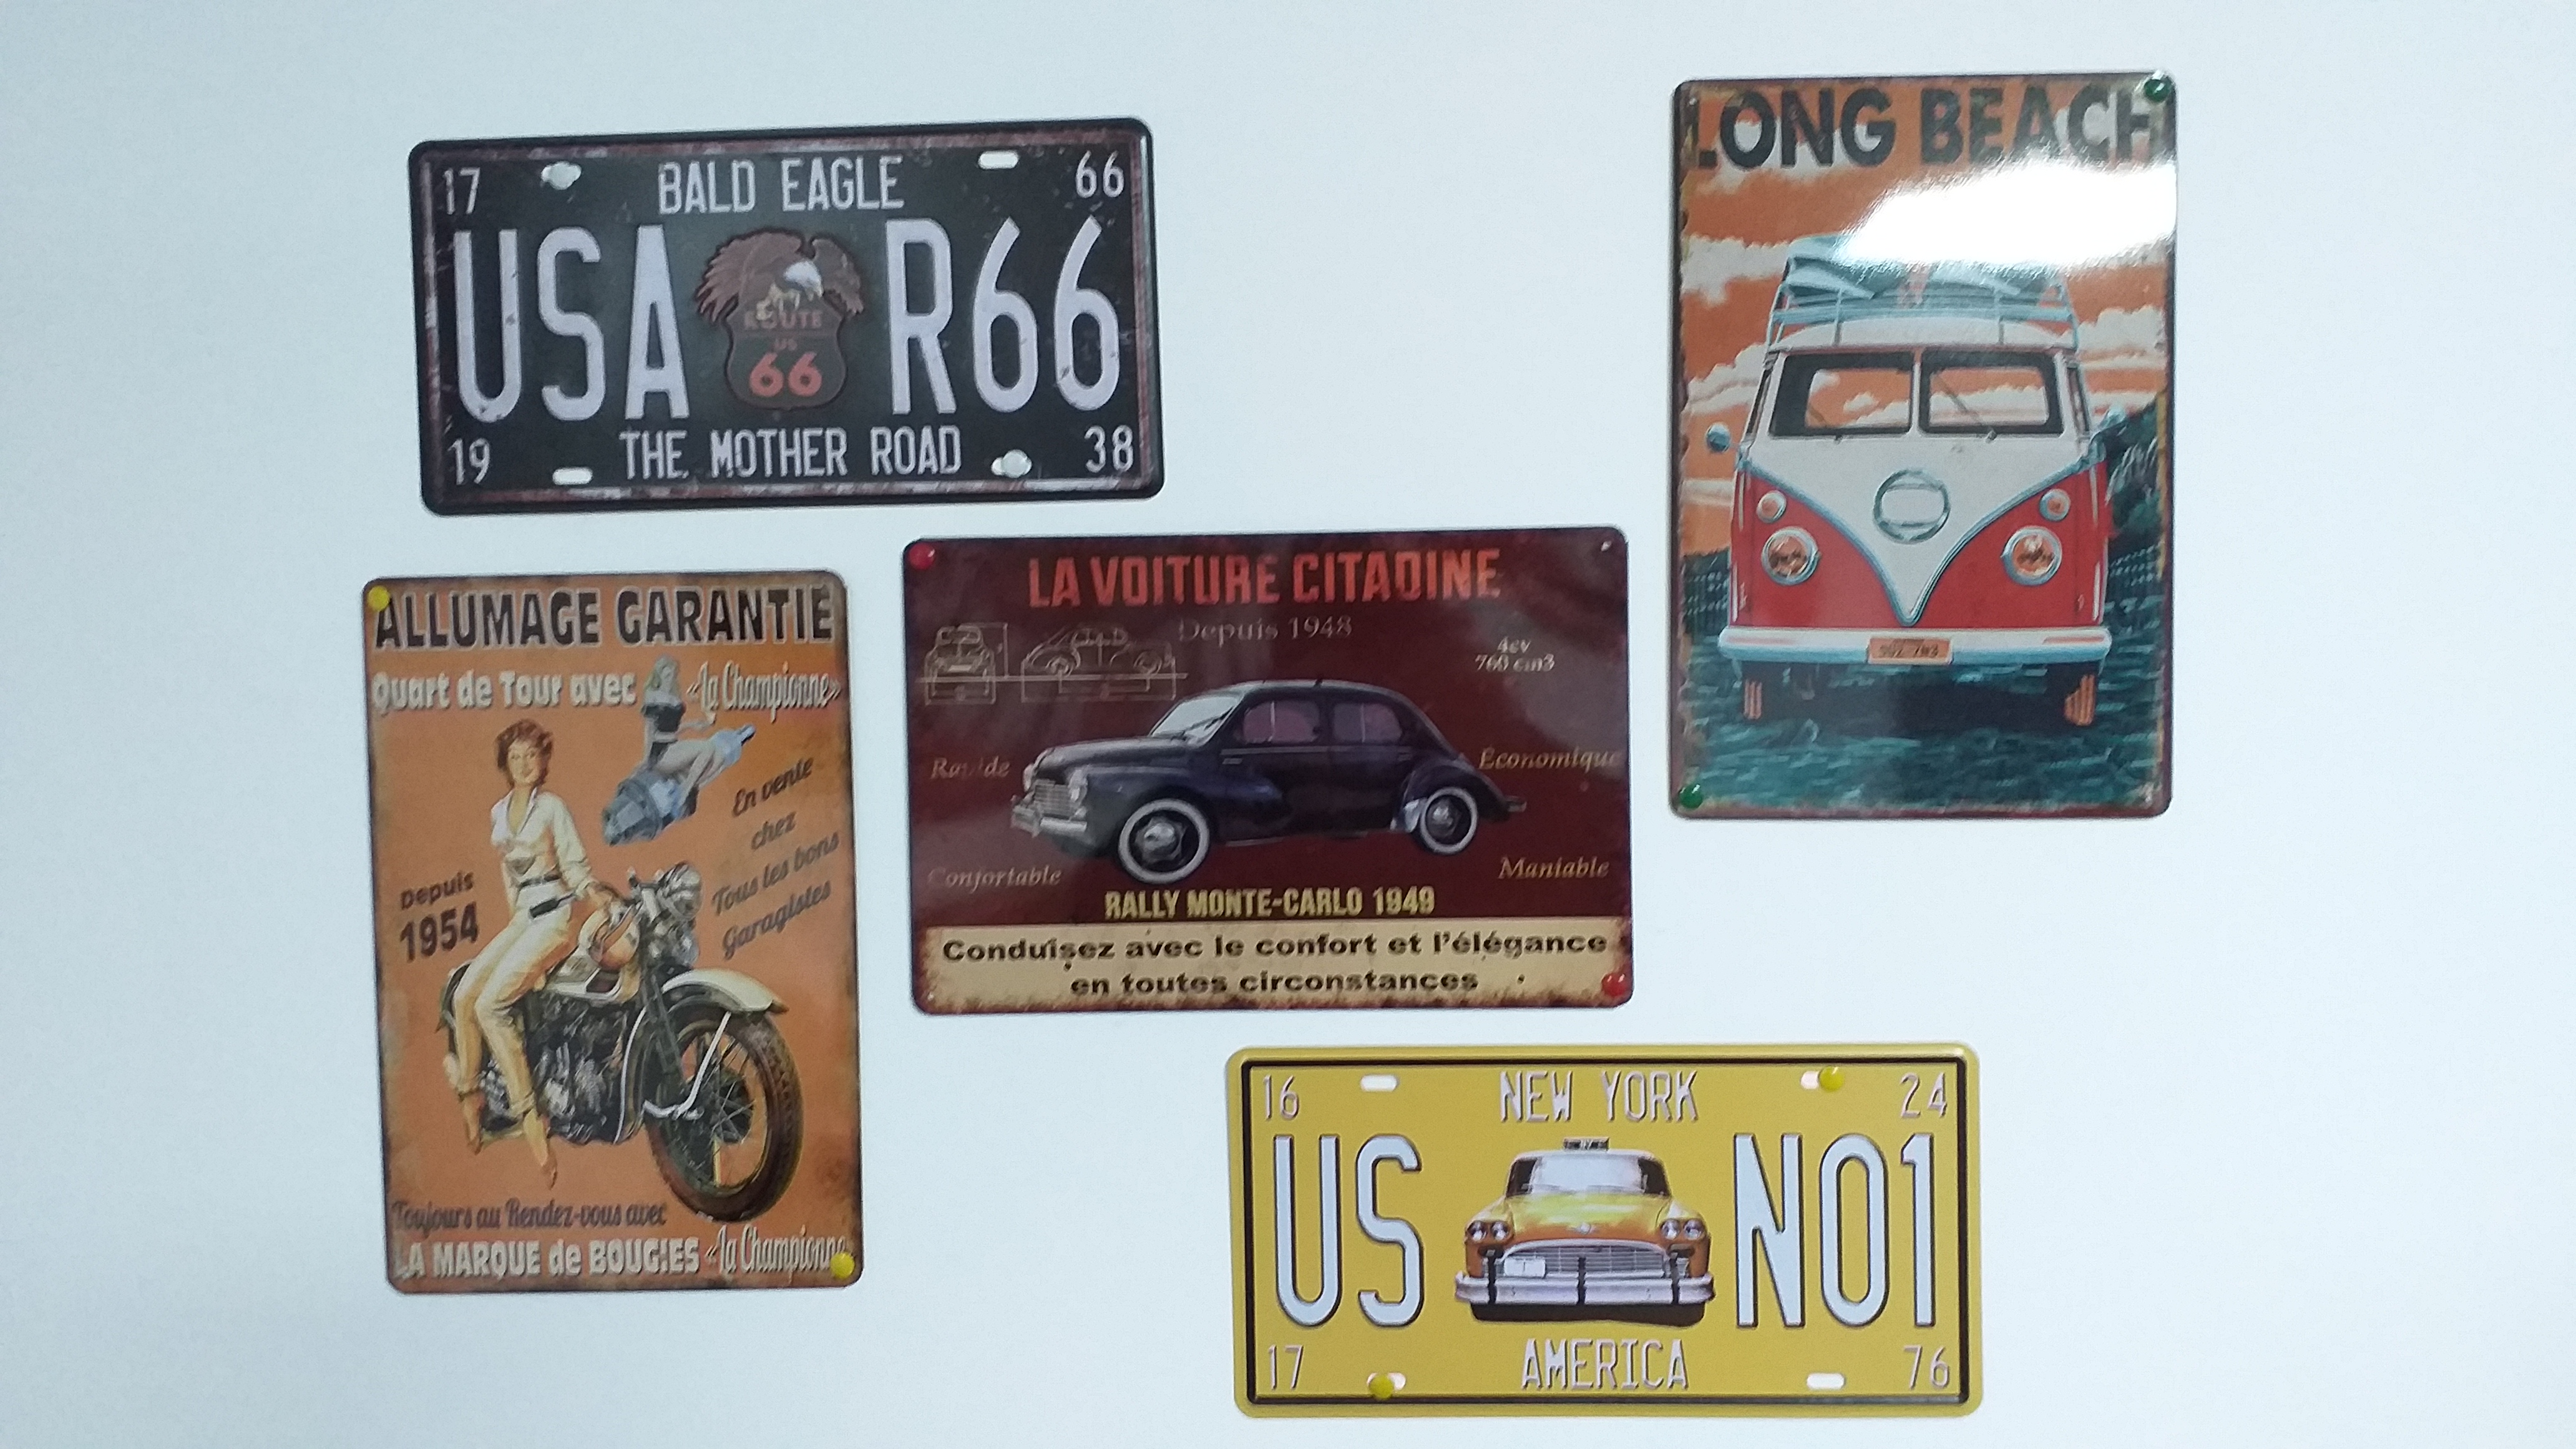 17 BALD EAGLE 66
USA R66
ROUTE
US
66
19 THE MOTHER ROAD 38
LONG BEACH
ALLUMAGE GARANTIE
Quart de Tour avec «La Championne»
En vente
chez
Tous les bons
Garagistes
Depuis
1954
Toujours au Rendez-vous avec
LA MARQUE de BOUGIES «La Championne
LA VOITURE CITADINE
Depuis 1948
4cv
760 cm3
Rapide
Économique
Confortable
Maniable
RALLY MONTE-CARLO 1949
Conduisez avec le confort et l'élégance
en toutes circonstances
16 NEW YORK 24
US NO1
17 AMERICA 76